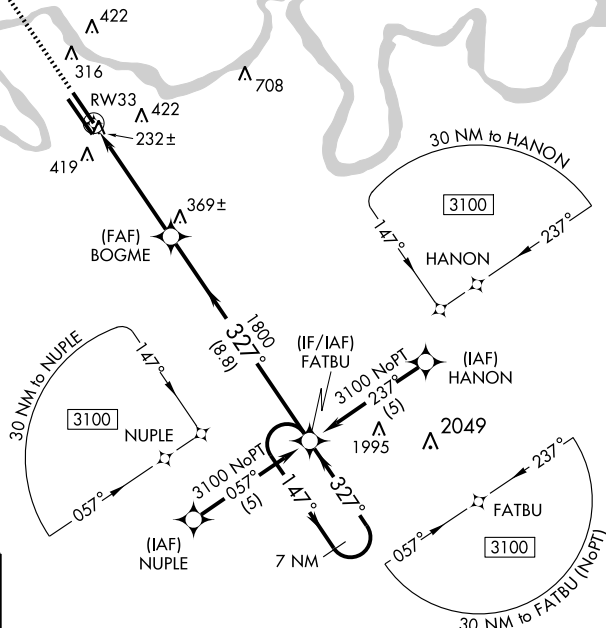 422
316
708
RW33
422
232±
419
30 NM to HANON
3100
147°
237°
HANON
369±
(FAF)
BOGME
1800
327°
(8.8)
(IF/IAF)
FATBU
(IAF)
HANON
3100 NoPT
237°
(5)
30 NM to NUPLE
147°
3100
NUPLE
057°
1995
2049
3100 NoPT
057°
(5)
147°
327°
(IAF)
NUPLE
7 NM
237°
FATBU
057°
3100
30 NM to FATBU (NoPT)